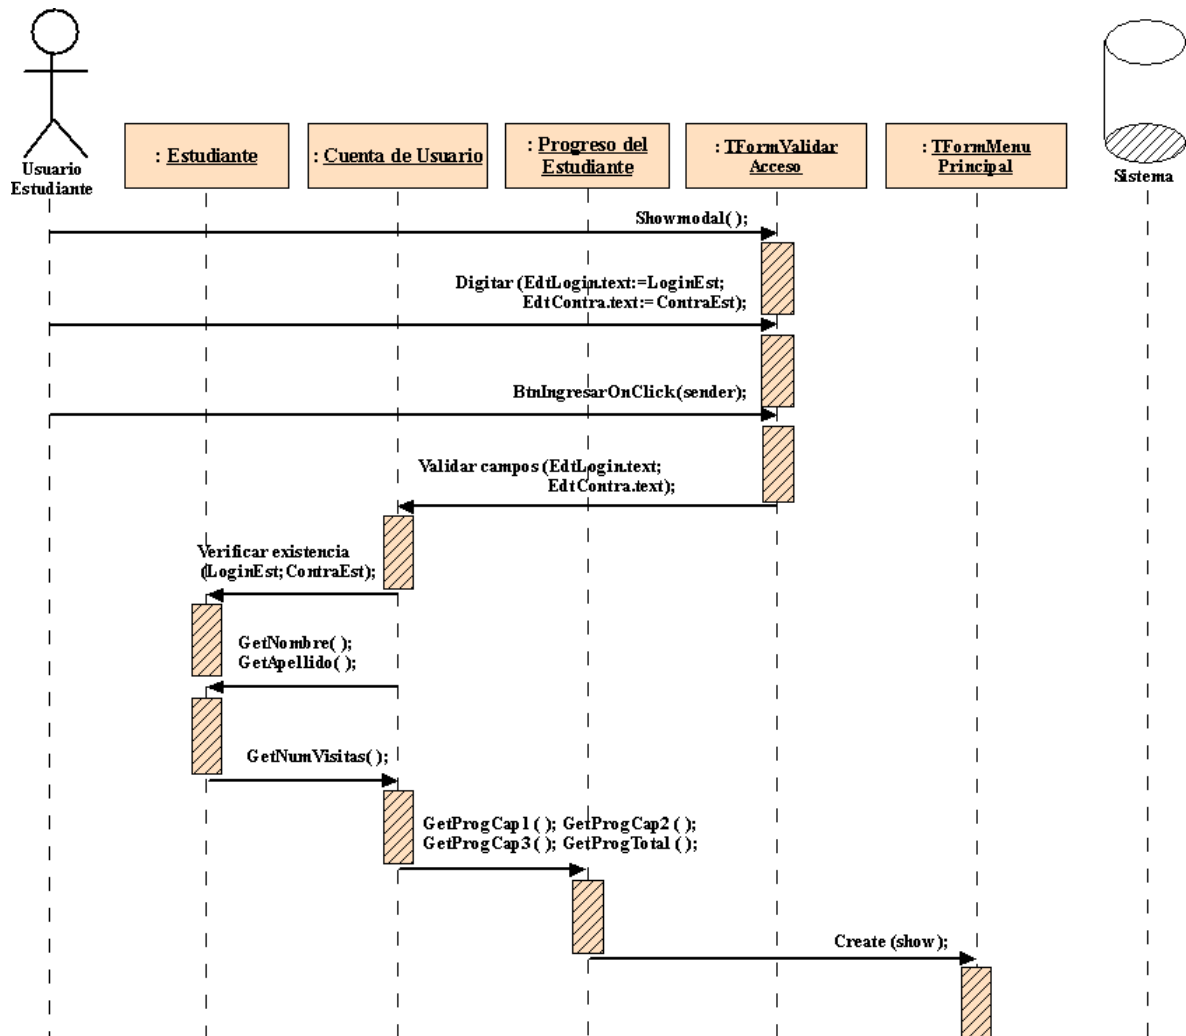 Usuario
Estudiante
: Estudiante
: Cuenta de Usuario
: Progreso del
Estudiante
: TFormValidar
Acceso
: TFormMenu
Principal
Sistema
Showmodal( );
Digitar (EdtLogin.text:=LoginEst;
EdtContra.text:=ContraEst);
BtnIngresarOnClick(sender);
Validar campos (EdtLogin.text;
EdtContra.text);
Verificar existencia
(LoginEst;ContraEst);
GetNombre( );
GetApellido( );
GetNumVisitas( );
GetProgCap1 ( ); GetProgCap2 ( );
GetProgCap3 ( ); GetProgTotal ( );
Create (show );